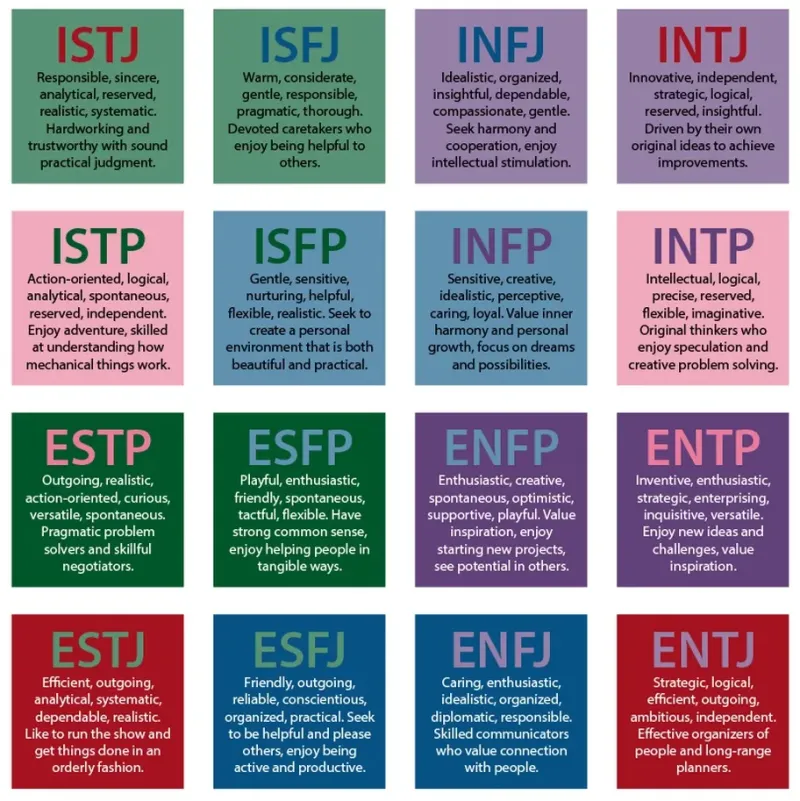 ISTJ
Responsible, sincere,
analytical, reserved,
realistic, systematic.
Hardworking and
trustworthy with sound
practical judgment.
ISFJ
Warm, considerate,
gentle, responsible,
pragmatic, thorough.
Devoted caretakers who
enjoy being helpful to
others.
INFJ
Idealistic, organized,
insightful, dependable,
compassionate, gentle.
Seek harmony and
cooperation, enjoy
intellectual stimulation.
INTJ
Innovative, independent,
strategic, logical,
reserved, insightful.
Driven by their own
original ideas to achieve
improvements.
ISTP
Action-oriented, logical,
analytical, spontaneous,
reserved, independent.
Enjoy adventure, skilled
at understanding how
mechanical things work.
ISFP
Gentle, sensitive,
nurturing, helpful,
flexible, realistic. Seek to
create a personal
environment that is both
beautiful and practical.
INFP
Sensitive, creative,
idealistic, perceptive,
caring, loyal. Value inner
harmony and personal
growth, focus on dreams
and possibilities.
INTP
Intellectual, logical,
precise, reserved,
flexible, imaginative.
Original thinkers who
enjoy speculation and
creative problem solving.
ESTP
Outgoing, realistic,
action-oriented, curious,
versatile, spontaneous.
Pragmatic problem
solvers and skillful
negotiators.
ESFP
Playful, enthusiastic,
friendly, spontaneous,
tactful, flexible. Have
strong common sense,
enjoy helping people in
tangible ways.
ENFP
Enthusiastic, creative,
spontaneous, optimistic,
supportive, playful. Value
inspiration, enjoy
starting new projects,
see potential in others.
ENTP
Inventive, enthusiastic,
strategic, enterprising,
inquisitive, versatile.
Enjoy new ideas and
challenges, value
inspiration.
ESTJ
Efficient, outgoing,
analytical, systematic,
dependable, realistic.
Like to run the show and
get things done in an
orderly fashion.
ESFJ
Friendly, outgoing,
reliable, conscientious,
organized, practical. Seek
to be helpful and please
others, enjoy being
active and productive.
ENFJ
Caring, enthusiastic,
idealistic, organized,
diplomatic, responsible.
Skilled communicators
who value connection
with people.
ENTJ
Strategic, logical,
efficient, outgoing,
ambitious, independent.
Effective organizers of
people and long-range
planners.